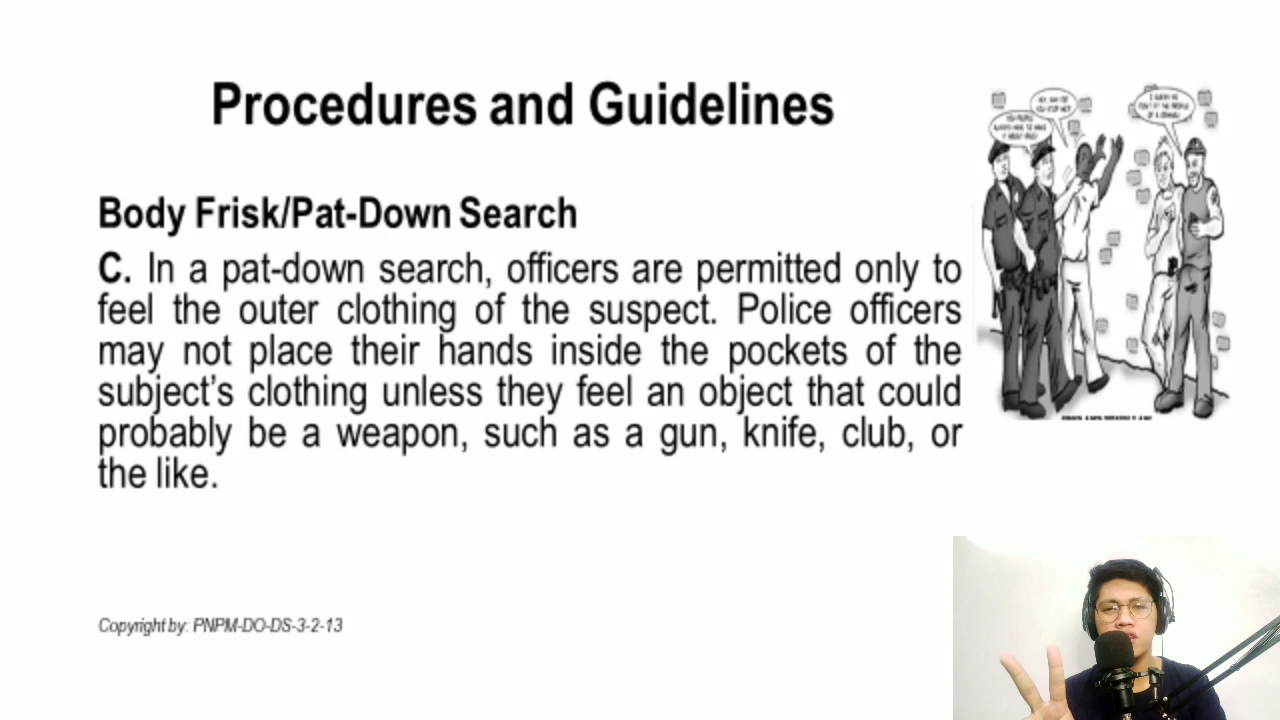 Procedures and Guidelines
Body Frisk/Pat-Down Search
C. In a pat-down search, officers are permitted only to
feel the outer clothing of the suspect. Police officers
may not place their hands inside the pockets of the
subject's clothing unless they feel an object that could
probably be a weapon, such as a gun, knife, club, or
the like.
Copyright by: PNPM-DO-DS-3-2-13